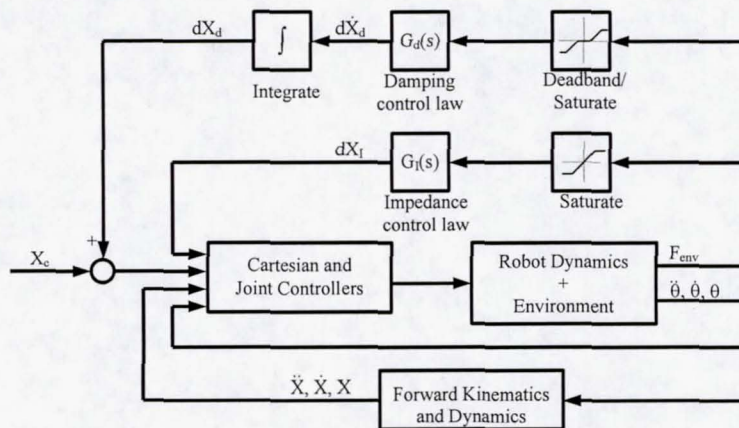 dX_d
∫
dẊ_d
G_d(s)
Integrate
Damping
control law
Deadband/
Saturate
dX_I
G_I(s)
Impedance
control law
Saturate
+
X_c
Cartesian and
Joint Controllers
Robot Dynamics
+
Environment
F_env
θ̈, θ̇, θ
Ẍ, Ẋ, X
Forward Kinematics
and Dynamics